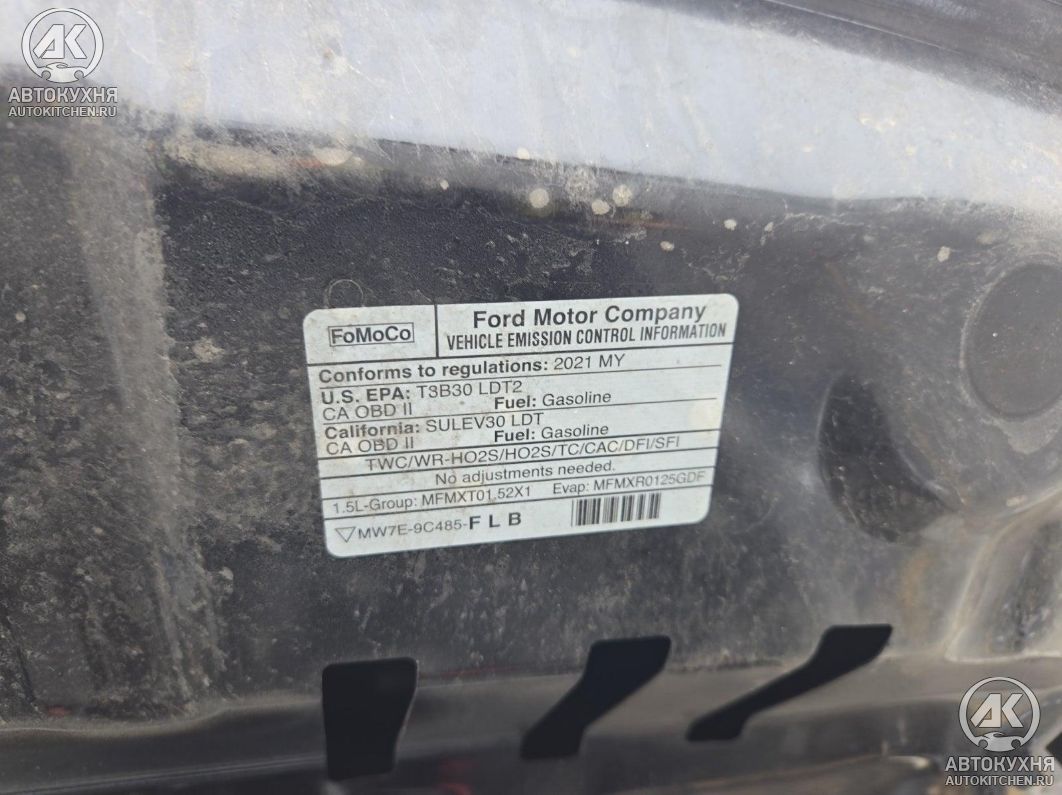 AK
АВТОКУХНЯ
AUTOKITCHEN.RU
FoMoCo
Ford Motor Company
VEHICLE EMISSION CONTROL INFORMATION
Conforms to regulations: 2021 MY
U.S. EPA: T3B30 LDT2
CA OBD II Fuel: Gasoline
California: SULEV30 LDT
CA OBD II Fuel: Gasoline
TWC/WR-HO2S/HO2S/TC/CAC/DFI/SFI
No adjustments needed.
1.5L-Group: MFMXT01.52X1 Evap: MFMXR0125GDF
MW7E-9C485-F L B
AK
АВТОКУХНЯ
AUTOKITCHEN.RU